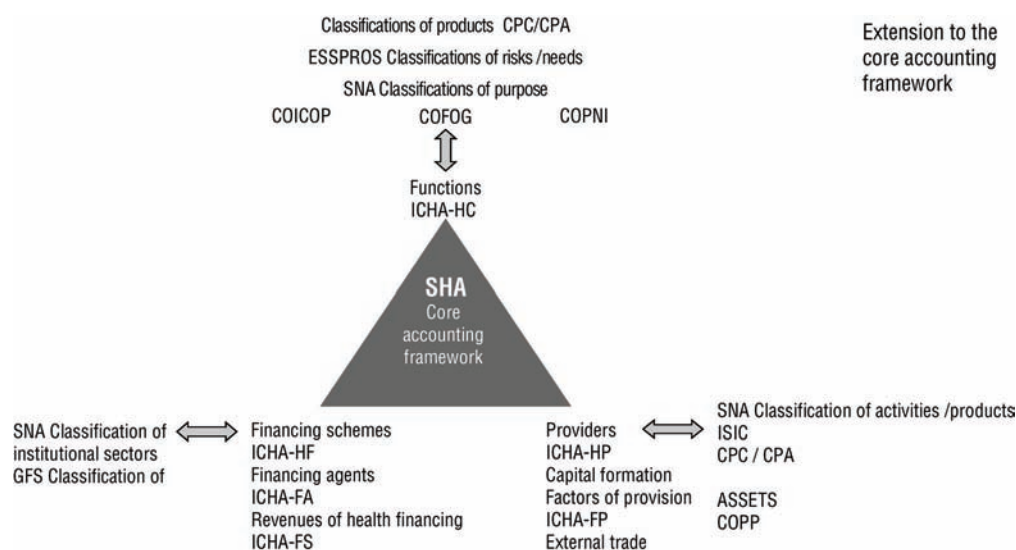 Classifications of products CPC/CPA
ESSPROS Classifications of risks /needs
SNA Classifications of purpose
COICOP COFOG COPNI
Extension to the
core accounting
framework
Functions
ICHA-HC
SHA
Core
accounting
framework
SNA Classification of
institutional sectors
GFS Classification of
Financing schemes
ICHA-HF
Financing agents
ICHA-FA
Revenues of health financing
ICHA-FS
Providers
ICHA-HP
Capital formation
Factors of provision
ICHA-FP
External trade
SNA Classification of activities /products
ISIC
CPC / CPA
ASSETS
COPP